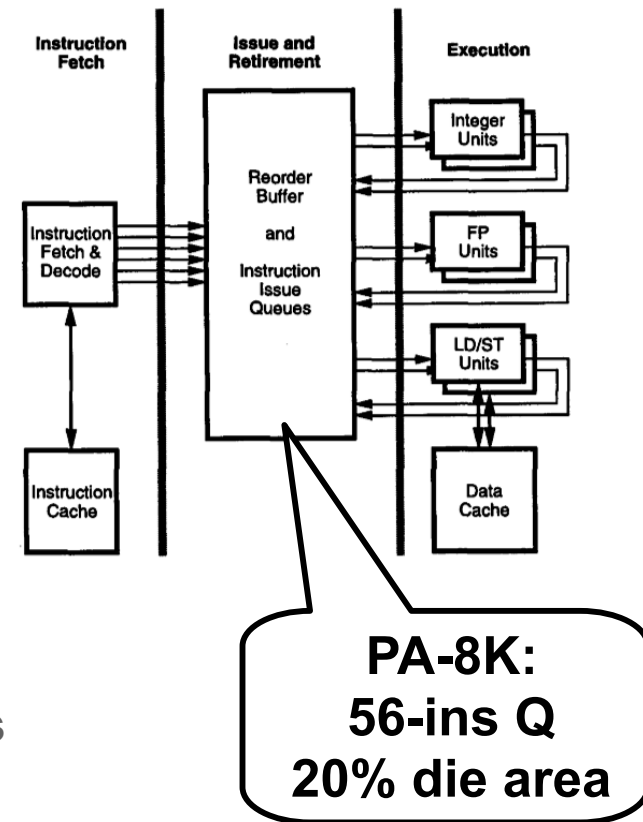 Instruction
Fetch
Issue and
Retirement
Execution
Instruction
Fetch &
Decode
Instruction
Cache
Reorder
Buffer
and
Instruction
Issue
Queues
Integer
Units
FP
Units
LD/ST
Units
Data
Cache
PA-8K:
56-ins Q
20% die area
s